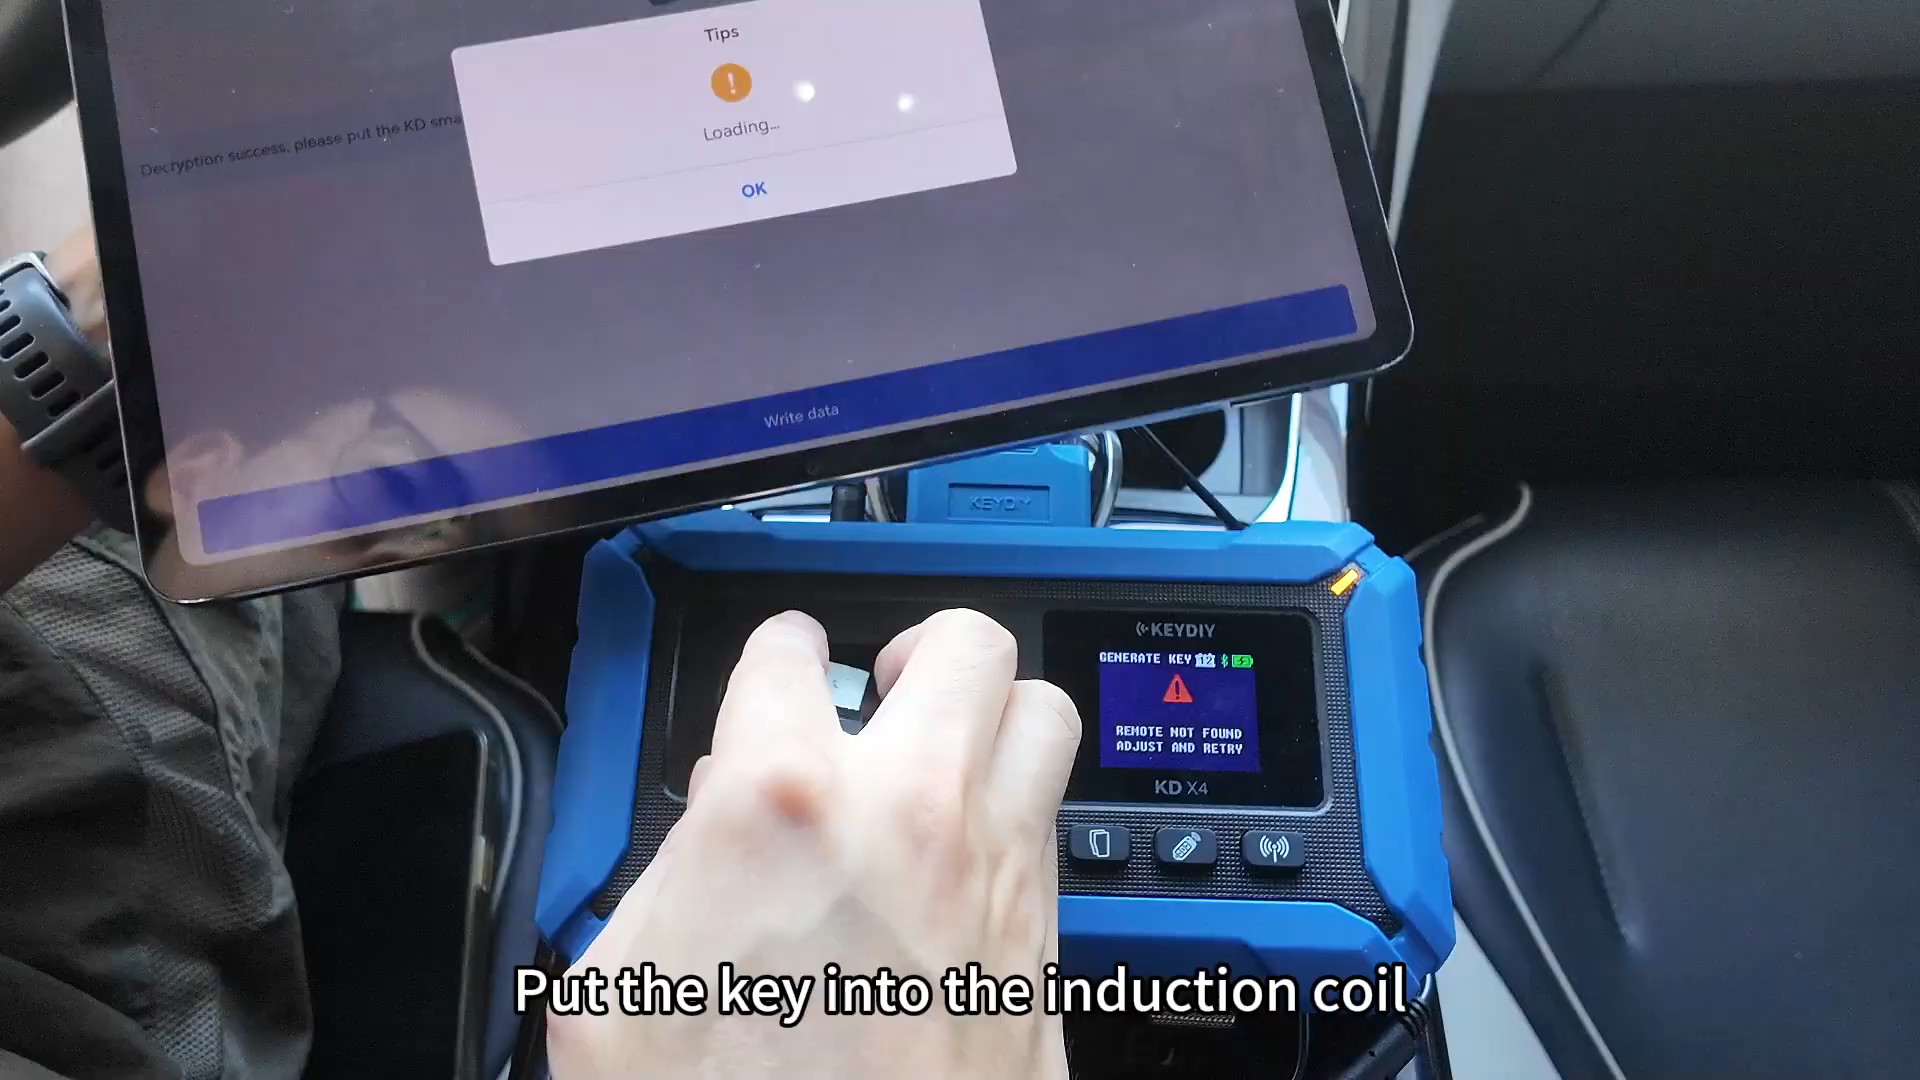 Tips
!
Loading...
Decryption success, please put the KD sma
OK
Write data
KEYDIY
KEYDIY
GENERATE KEY
REMOTE NOT FOUND
ADJUST AND RETRY
KD X4
Put the key into the induction coil